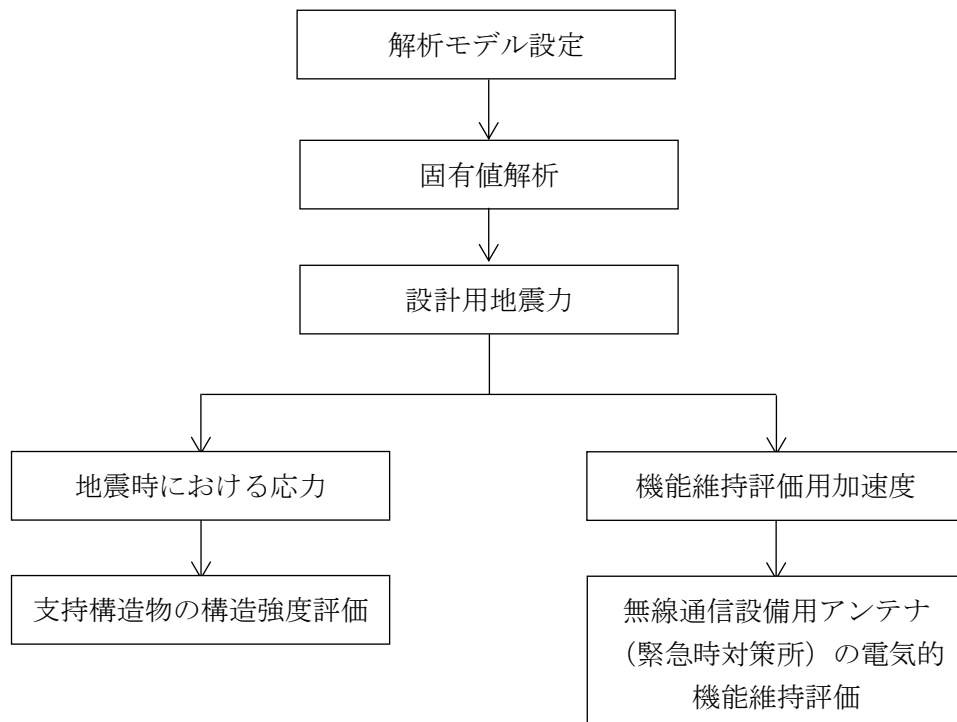 解析モデル設定
固有値解析
設計用地震力
地震時における応力
支持構造物の構造強度評価
機能維持評価用加速度
無線通信設備用アンテナ
（緊急時対策所）の電気的
機能維持評価